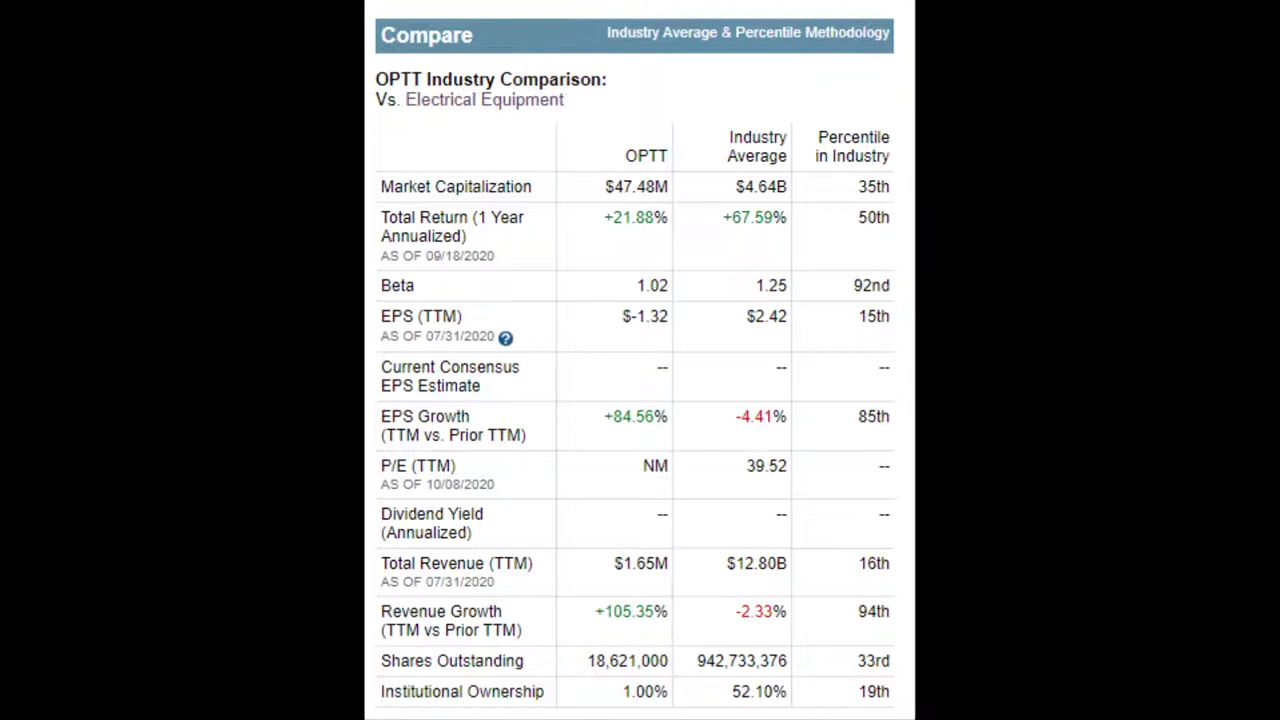 Compare Industry Average & Percentile Methodology
OPTT Industry Comparison:
Vs. Electrical Equipment
OPTT Industry Average Percentile in Industry
Market Capitalization $47.48M $4.64B 35th
Total Return (1 Year Annualized) +21.88% +67.59% 50th
AS OF 09/18/2020
Beta 1.02 1.25 92nd
EPS (TTM) $-1.32 $2.42 15th
AS OF 07/31/2020 ?
Current Consensus EPS Estimate -- -- --
EPS Growth +84.56% -4.41% 85th
(TTM vs. Prior TTM)
P/E (TTM) NM 39.52 --
AS OF 10/08/2020
Dividend Yield -- -- --
(Annualized)
Total Revenue (TTM) $1.65M $12.80B 16th
AS OF 07/31/2020
Revenue Growth +105.35% -2.33% 94th
(TTM vs Prior TTM)
Shares Outstanding 18,621,000 942,733,376 33rd
Institutional Ownership 1.00% 52.10% 19th